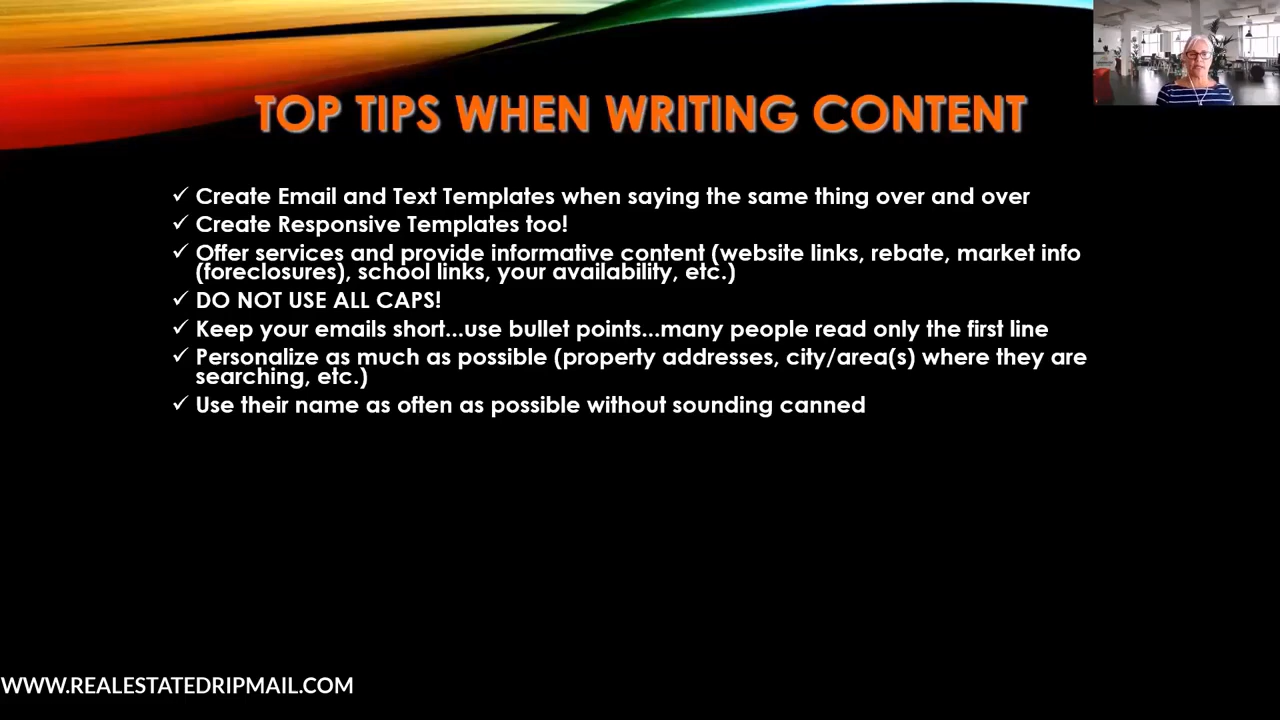 TOP TIPS WHEN WRITING CONTENT
✓ Create Email and Text Templates when saying the same thing over and over
✓ Create Responsive Templates too!
✓ Offer services and provide informative content (website links, rebate, market info
(foreclosures), school links, your availability, etc.)
✓ DO NOT USE ALL CAPS!
✓ Keep your emails short...use bullet points...many people read only the first line
✓ Personalize as much as possible (property addresses, city/area(s) where they are
searching, etc.)
✓ Use their name as often as possible without sounding canned
WWW.REALESTATEDRIPMAIL.COM